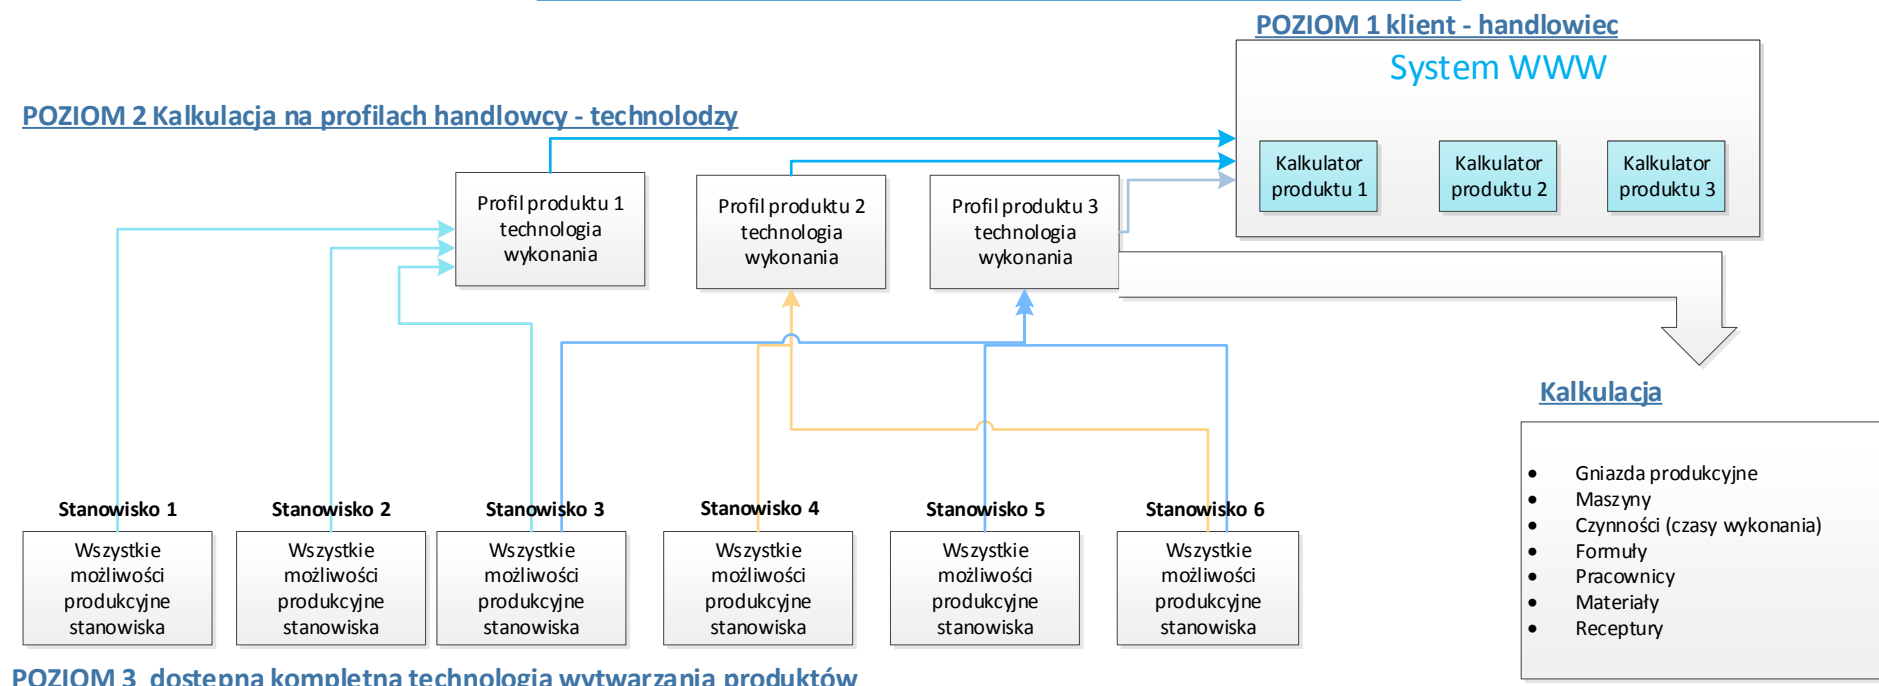 POZIOM 1 klient - handlowiec
System WWW
Kalkulator
produktu 1
Kalkulator
produktu 2
Kalkulator
produktu 3
POZIOM 2 Kalkulacja na profilach handlowcy - technolodzy
Profil produktu 1
technologia
wykonania
Profil produktu 2
technologia
wykonania
Profil produktu 3
technologia
wykonania
Kalkulacja
• Gniazda produkcyjne
• Maszyny
• Czynności (czasy wykonania)
• Formuły
• Pracownicy
• Materiały
• Receptury
Stanowisko 1
Wszystkie
możliwości
produkcyjne
stanowiska
Stanowisko 2
Wszystkie
możliwości
produkcyjne
stanowiska
Stanowisko 3
Wszystkie
możliwości
produkcyjne
stanowiska
Stanowisko 4
Wszystkie
możliwości
produkcyjne
stanowiska
Stanowisko 5
Wszystkie
możliwości
produkcyjne
stanowiska
Stanowisko 6
Wszystkie
możliwości
produkcyjne
stanowiska
POZIOM 3 dostępna kompletna technologia wytwarzania produktów